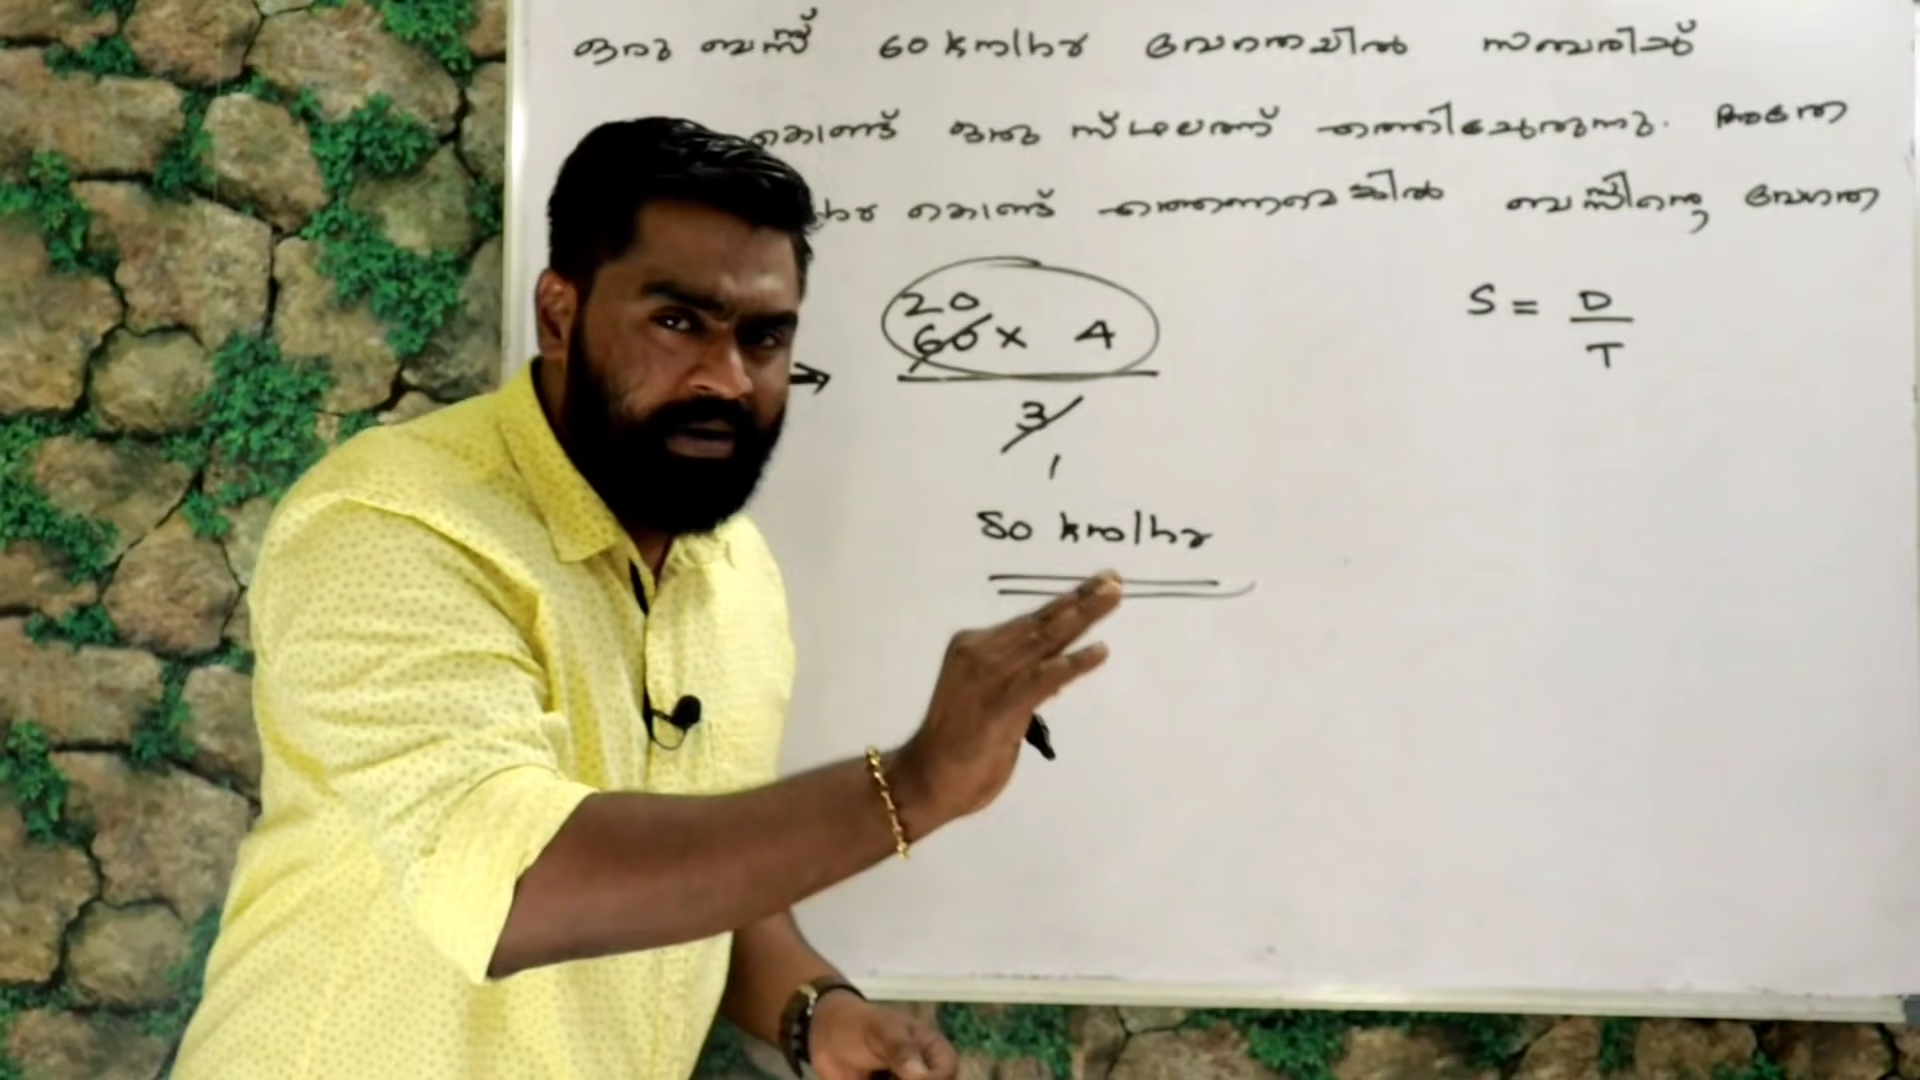 ഒരു ബസ്സ് 60 km/hr വേഗതയിൽ സഞ്ചരിച്ച്
കൊണ്ട് ഒരു സ്ഥലത്ത് എത്തിച്ചേരുന്നു. അതേ
hr കൊണ്ട് എത്തണമെങ്കിൽ ബസ്സിന്റെ വേഗത
20
60 x 4
3
1
80 km/hr
S = D
T